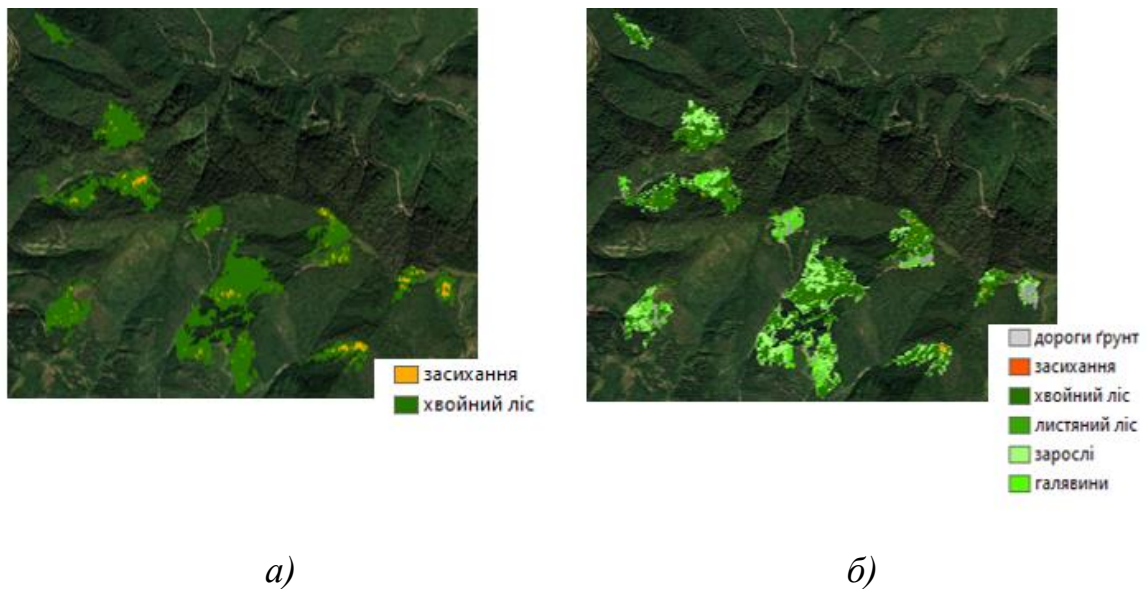 засихання
хвойний ліс
дороги ґрунт
засихання
хвойний ліс
листяний ліс
зарослі
галявини
а)
б)